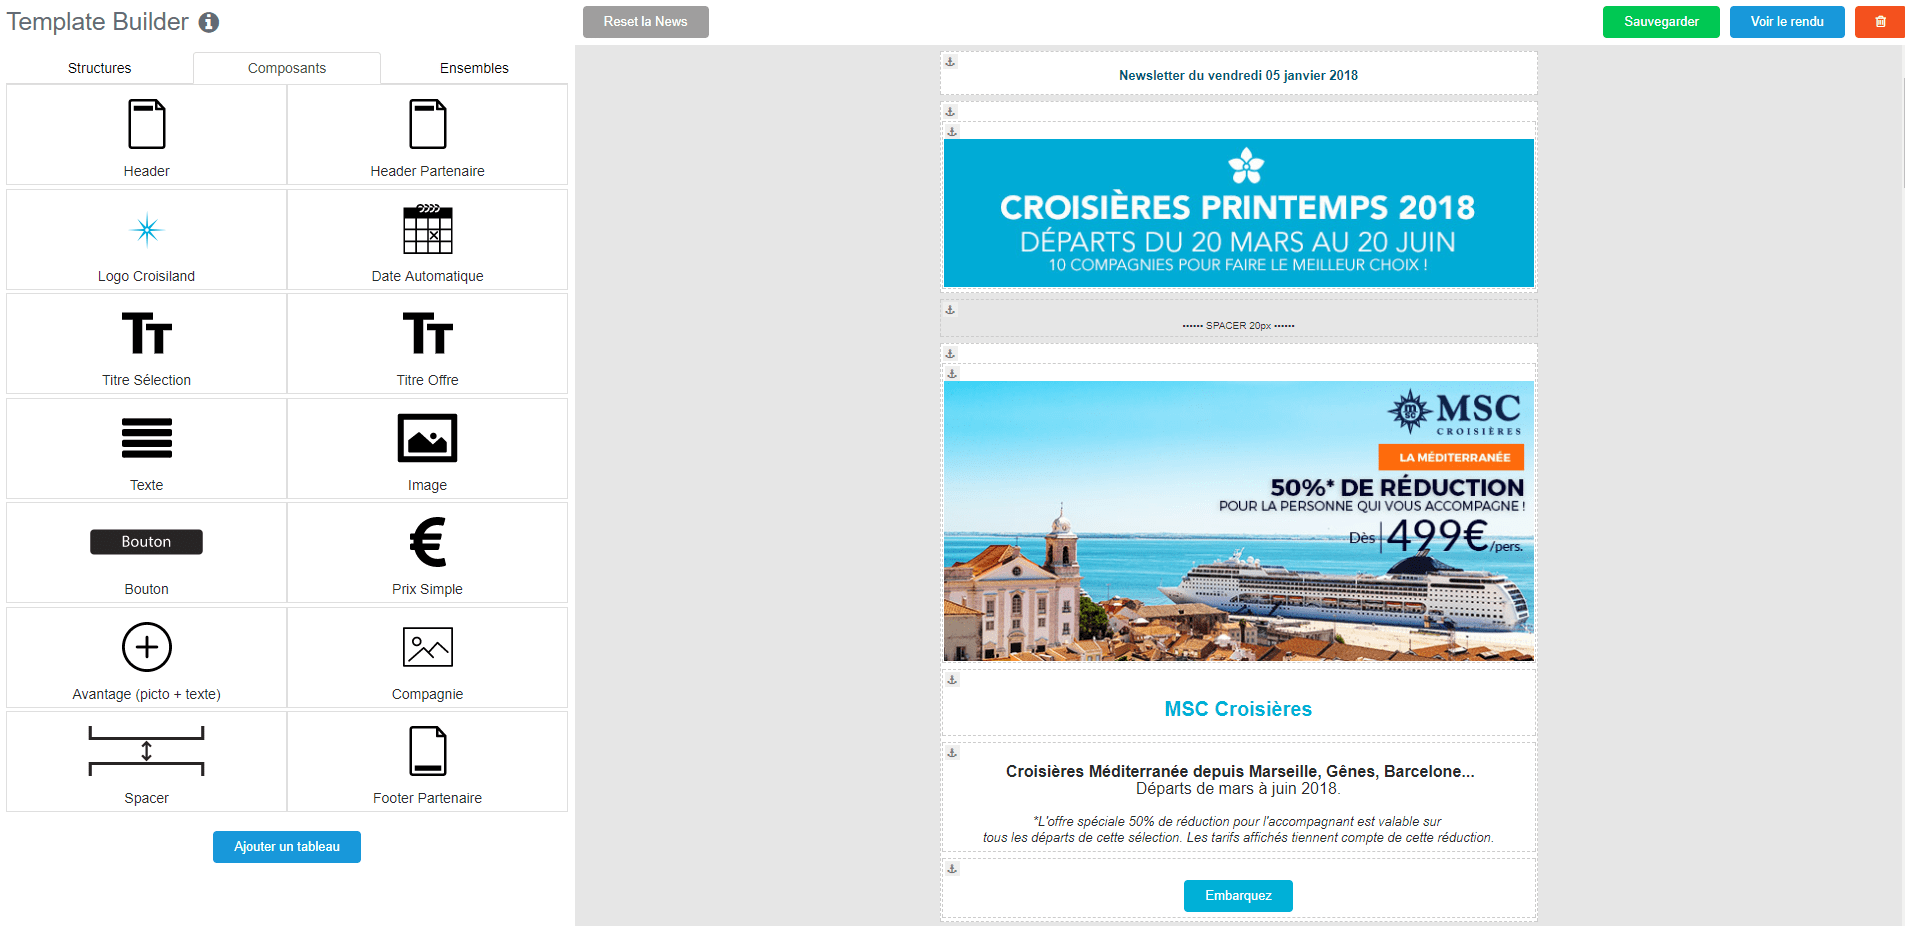 Template Builder
Structures
Composants
Ensembles
Header
Header Partenaire
Logo Croisiland
Date Automatique
Titre Sélection
Titre Offre
Texte
Image
Bouton
Bouton
Prix Simple
Avantage (picto + texte)
Compagnie
Spacer
Footer Partenaire
Ajouter un tableau
Reset la News
Sauvegarder
Voir le rendu
Newsletter du vendredi 05 janvier 2018
CROISIÈRES PRINTEMPS 2018
DÉPARTS DU 20 MARS AU 20 JUIN
10 COMPAGNIES POUR FAIRE LE MEILLEUR CHOIX !
•••••• SPACER 20px ••••••
msc MSC
CROISIÈRES
LA MÉDITERRANÉE
50%* DE RÉDUCTION
POUR LA PERSONNE QUI VOUS ACCOMPAGNE !
Dès 499€/pers.
MSC Croisières
Croisières Méditerranée depuis Marseille, Gênes, Barcelone...
Départs de mars à juin 2018.
*L'offre spéciale 50% de réduction pour l'accompagnant est valable sur
tous les départs de cette sélection. Les tarifs affichés tiennent compte de cette réduction.
Embarquez